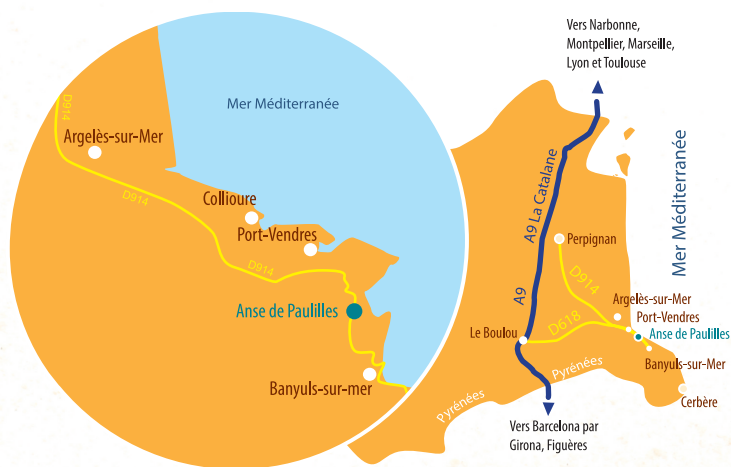 D914
Argelès-sur-Mer
Mer Méditerranée
D914
Collioure
Port-Vendres
D914
Anse de Paulilles
Banyuls-sur-mer
Vers Narbonne,
Montpellier, Marseille,
Lyon et Toulouse
A9 La Catalane
Mer Méditerranée
Perpignan
D914
A9
Argelès-sur-Mer
Port-Vendres
D618
Anse de Paulilles
Le Boulou
Banyuls-sur-Mer
Pyrénées
Cerbère
Pyrénées
Vers Barcelona par
Girona, Figuères